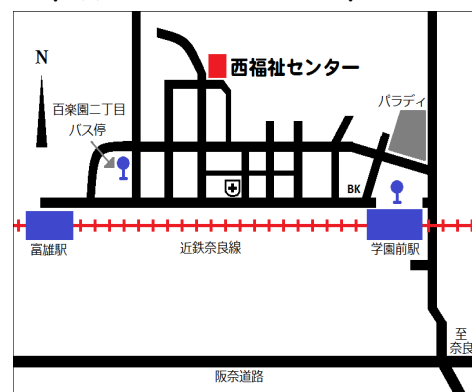 N
西福祉センター
百楽園二丁目
バス停
パラディ
BK
富雄駅
近鉄奈良線
学園前駅
至
奈良
阪奈道路